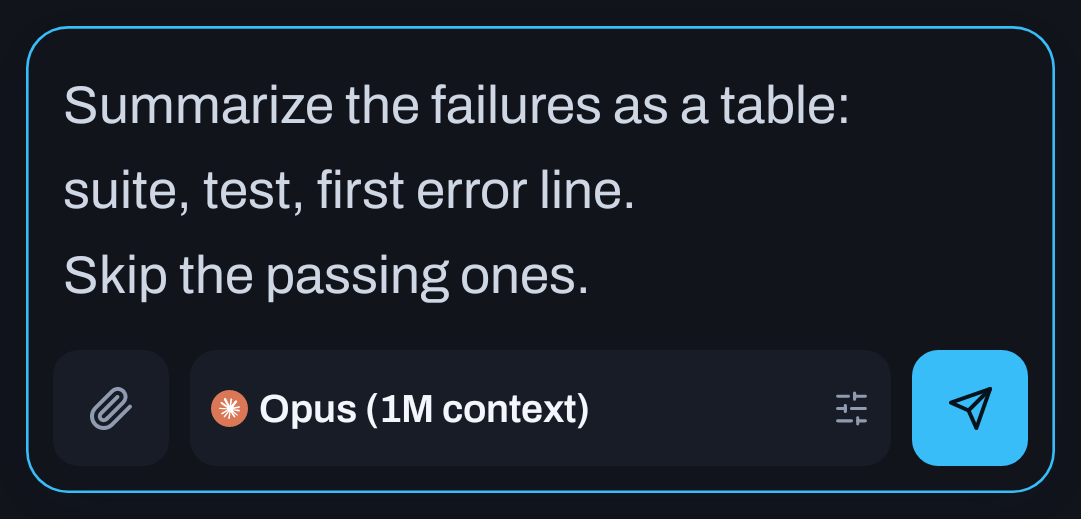 Summarize the failures as a table:
suite, test, first error line.
Skip the passing ones.
Opus (1M context)